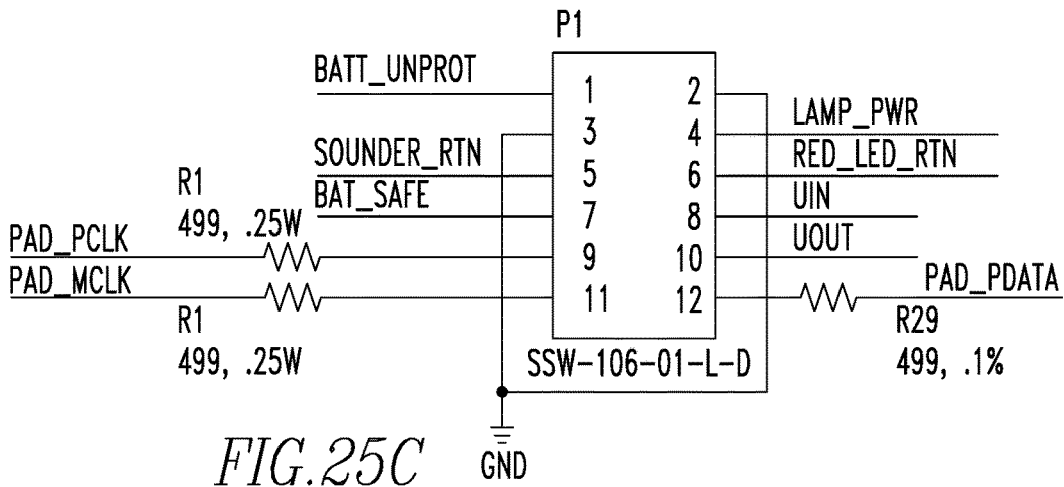 P1
BATT_UNPROT
1 2
LAMP_PWR
3 4
SOUNDER_RTN
RED_LED_RTN
5 6
R1
BAT_SAFE
UIN
7 8
499, .25W
PAD_PCLK
UOUT
9 10
PAD_MCLK
PAD_PDATA
11 12
R1
499, .25W
R29
499, .1%
SSW-106-01-L-D
GND
FIG.25C